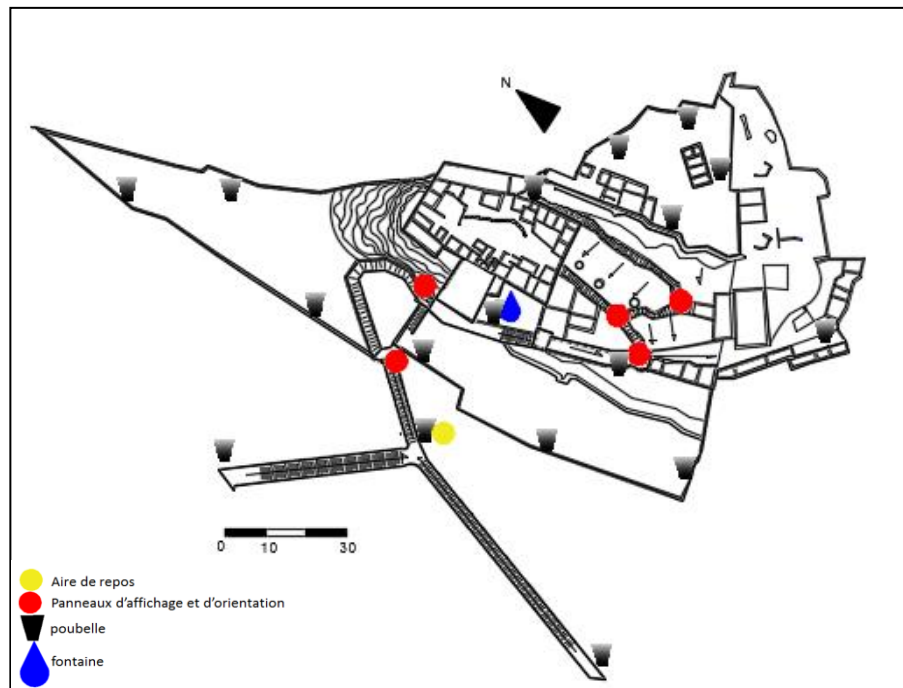 N
0 10 30
Aire de repos
Panneaux d'affichage et d'orientation
poubelle
fontaine